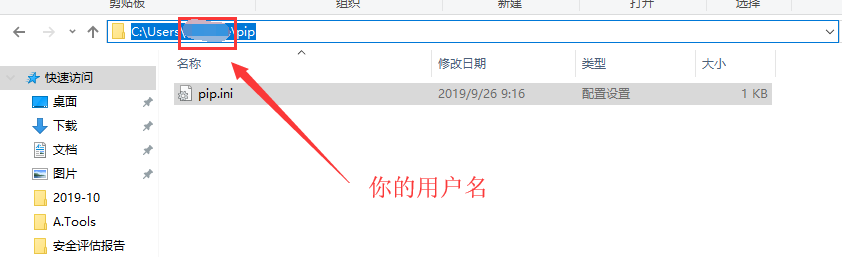 剪贴板 组织 新建 打开 选择
C:\Users\ \pip
名称 修改日期 类型 大小
快速访问
pip.ini 2019/9/26 9:16 配置设置 1 KB
桌面
下载
文档
图片
2019-10
A.Tools
安全评估报告
你的用户名